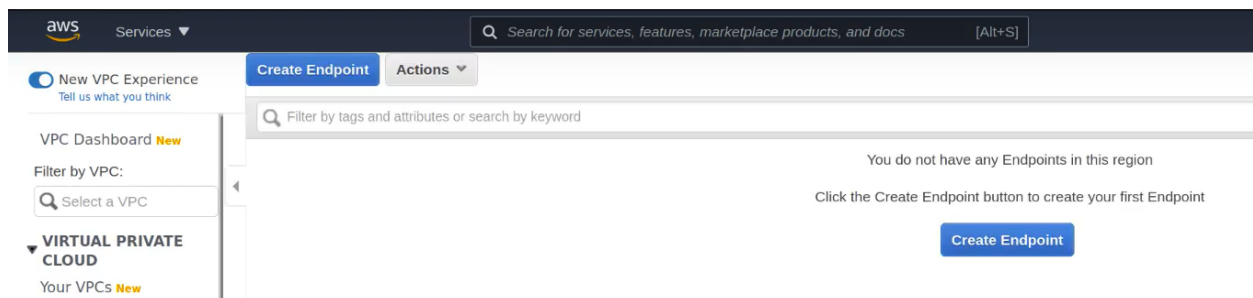 aws
Services
Search for services, features, marketplace products, and docs
[Alt+S]
New VPC Experience
Tell us what you think
VPC Dashboard New
Filter by VPC:
Select a VPC
VIRTUAL PRIVATE
CLOUD
Your VPCs New
Create Endpoint
Actions
Filter by tags and attributes or search by keyword
You do not have any Endpoints in this region
Click the Create Endpoint button to create your first Endpoint
Create Endpoint